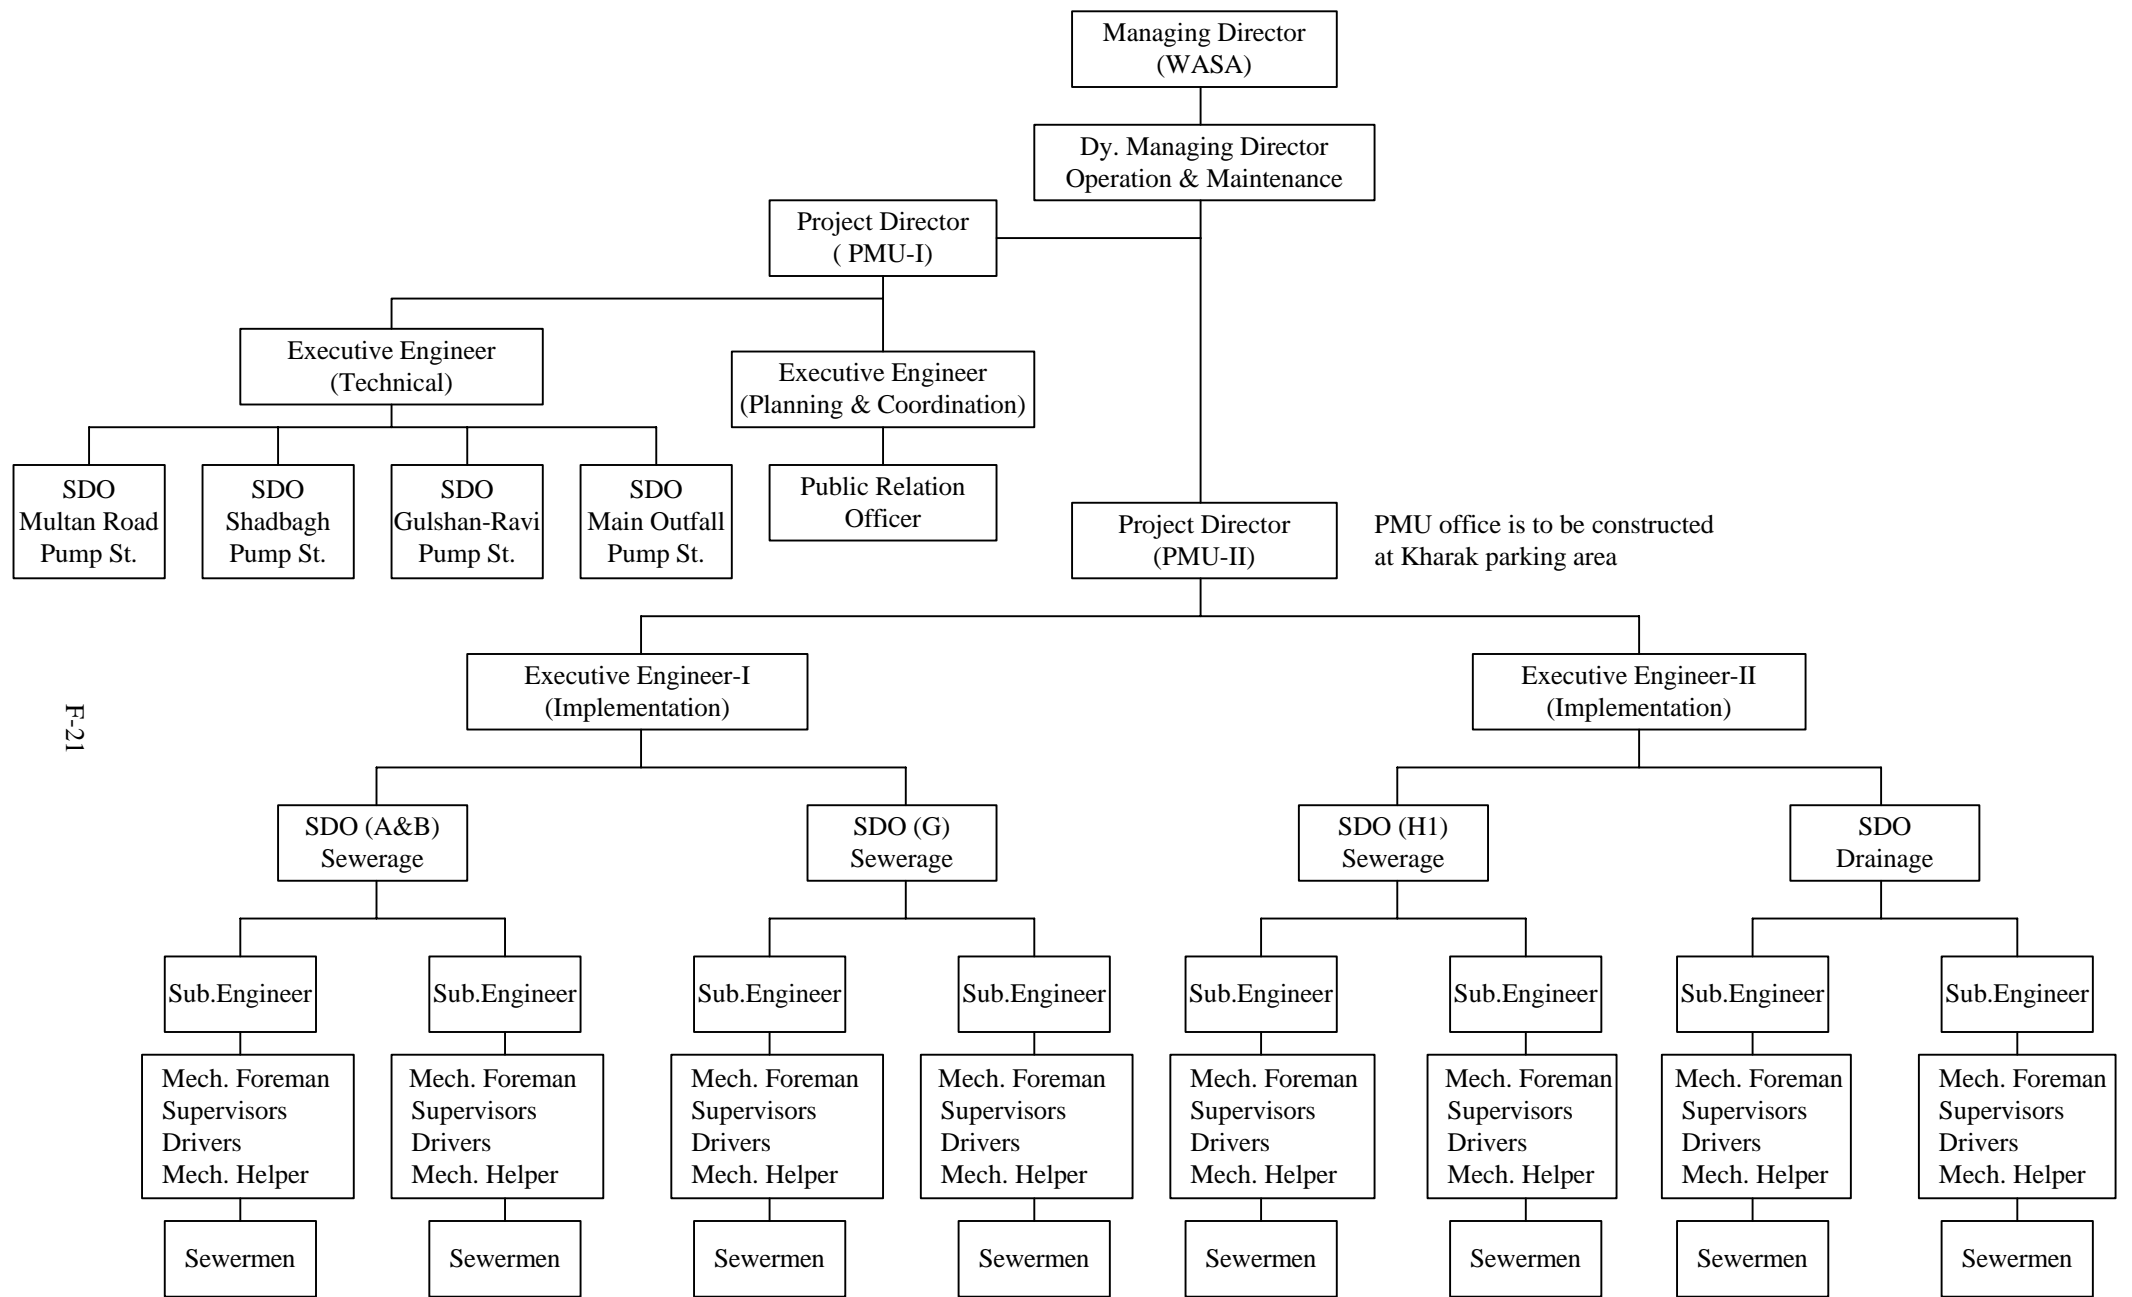 Managing Director
(WASA)
Dy. Managing Director
Operation & Maintenance
Project Director
( PMU-I)
Executive Engineer
(Technical)
Executive Engineer
(Planning & Coordination)
SDO
Multan Road
Pump St.
SDO
Shadbagh
Pump St.
SDO
Gulshan-Ravi
Pump St.
SDO
Main Outfall
Pump St.
Public Relation
Officer
Project Director
(PMU-II)
PMU office is to be constructed
at Kharak parking area
Executive Engineer-I
(Implementation)
Executive Engineer-II
(Implementation)
F-21
SDO (A&B)
Sewerage
SDO (G)
Sewerage
SDO (H1)
Sewerage
SDO
Drainage
Sub.Engineer
Sub.Engineer
Sub.Engineer
Sub.Engineer
Sub.Engineer
Sub.Engineer
Sub.Engineer
Sub.Engineer
Mech. Foreman
Supervisors
Drivers
Mech. Helper
Mech. Foreman
Supervisors
Drivers
Mech. Helper
Mech. Foreman
Supervisors
Drivers
Mech. Helper
Mech. Foreman
Supervisors
Drivers
Mech. Helper
Mech. Foreman
Supervisors
Drivers
Mech. Helper
Mech. Foreman
Supervisors
Drivers
Mech. Helper
Mech. Foreman
Supervisors
Drivers
Mech. Helper
Mech. Foreman
Supervisors
Drivers
Mech. Helper
Sewermen
Sewermen
Sewermen
Sewermen
Sewermen
Sewermen
Sewermen
Sewermen